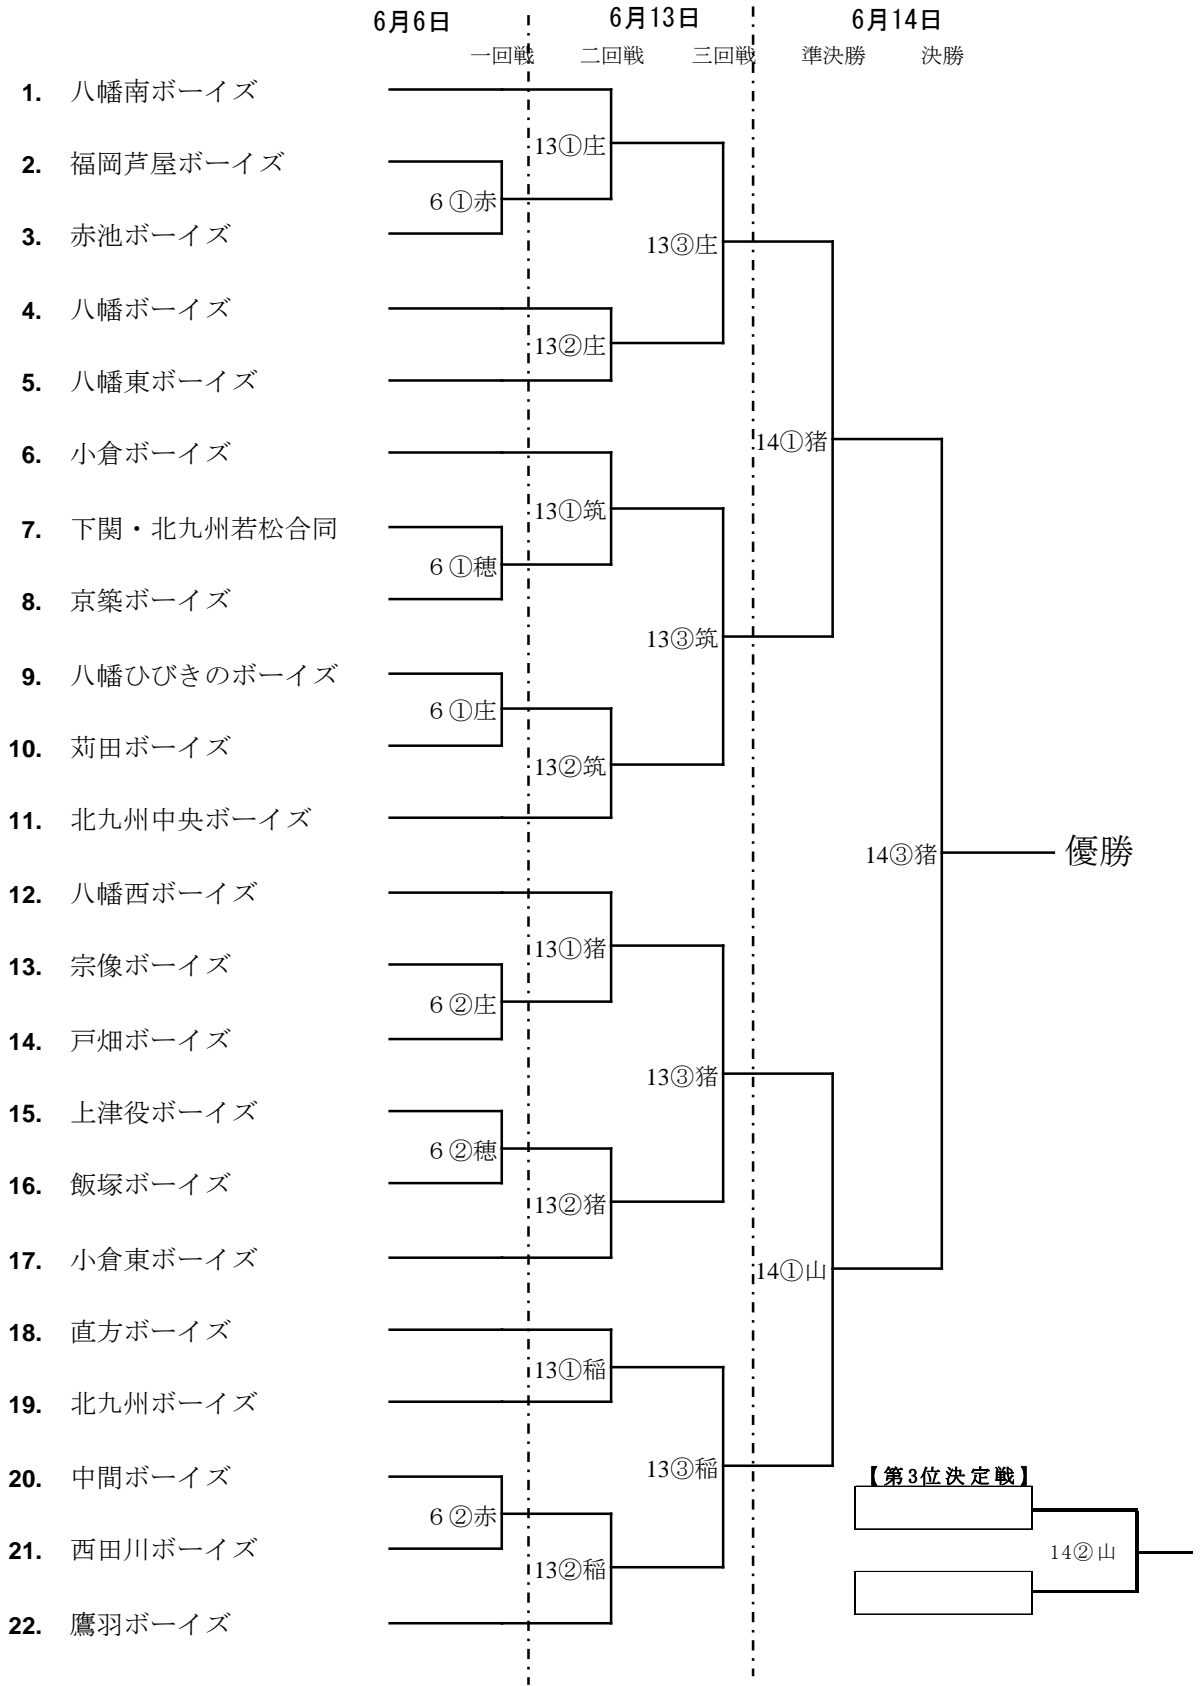 6月6日 6月13日 6月14日
一回戦 二回戦 三回戦 準決勝 決勝
1. 八幡南ボーイズ
13①庄
2. 福岡芦屋ボーイズ
6①赤
3. 赤池ボーイズ
13③庄
4. 八幡ボーイズ
13②庄
5. 八幡東ボーイズ
14①猪
6. 小倉ボーイズ
13①筑
7. 下関・北九州若松合同
6①穂
8. 京築ボーイズ
13③筑
9. 八幡ひびきのボーイズ
6①庄
10. 苅田ボーイズ
13②筑
11. 北九州中央ボーイズ
14③猪 優勝
12. 八幡西ボーイズ
13①猪
13. 宗像ボーイズ
6②庄
14. 戸畑ボーイズ
13③猪
15. 上津役ボーイズ
6②穂
16. 飯塚ボーイズ
13②猪
17. 小倉東ボーイズ
14①山
18. 直方ボーイズ
13①稲
19. 北九州ボーイズ
13③稲
20. 中間ボーイズ
【第3位決定戦】
6②赤
21. 西田川ボーイズ
14②山
13②稲
22. 鷹羽ボーイズ